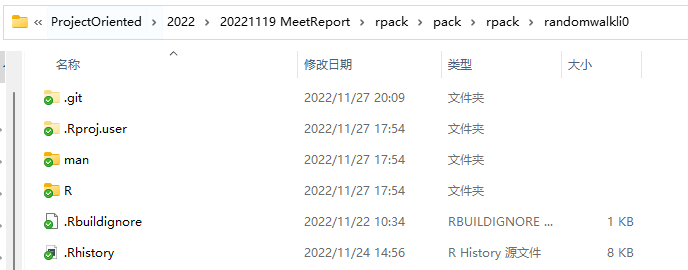 « ProjectOriented > 2022 > 20221119 MeetReport > rpack > pack > rpack > randomwalkli0
名称 修改日期 类型 大小
.git 2022/11/27 20:09 文件夹
.Rproj.user 2022/11/27 17:54 文件夹
man 2022/11/27 17:54 文件夹
R 2022/11/27 17:54 文件夹
.Rbuildignore 2022/11/22 10:34 RBUILDIGNORE ... 1 KB
.Rhistory 2022/11/24 14:56 R History 源文件 8 KB